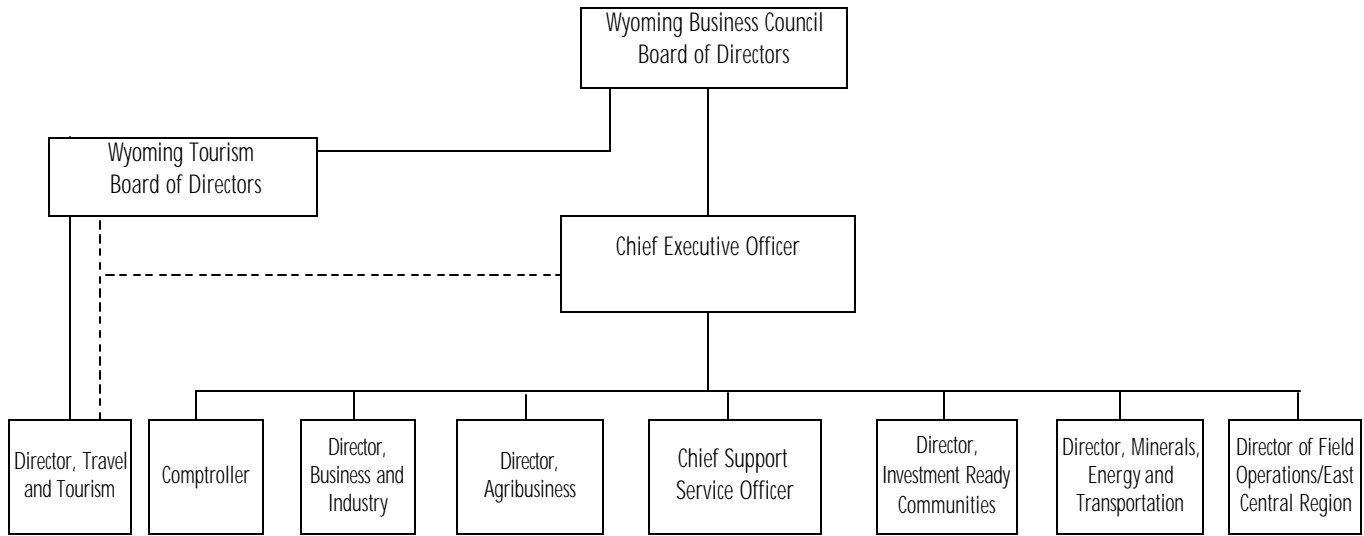 Wyoming Business Council
Board of Directors
Wyoming Tourism
Board of Directors
Chief Executive Officer
Director, Travel
and Tourism
Comptroller
Director,
Business and
Industry
Director,
Agribusiness
Chief Support
Service Officer
Director,
Investment Ready
Communities
Director, Minerals,
Energy and
Transportation
Director of Field
Operations/East
Central Region